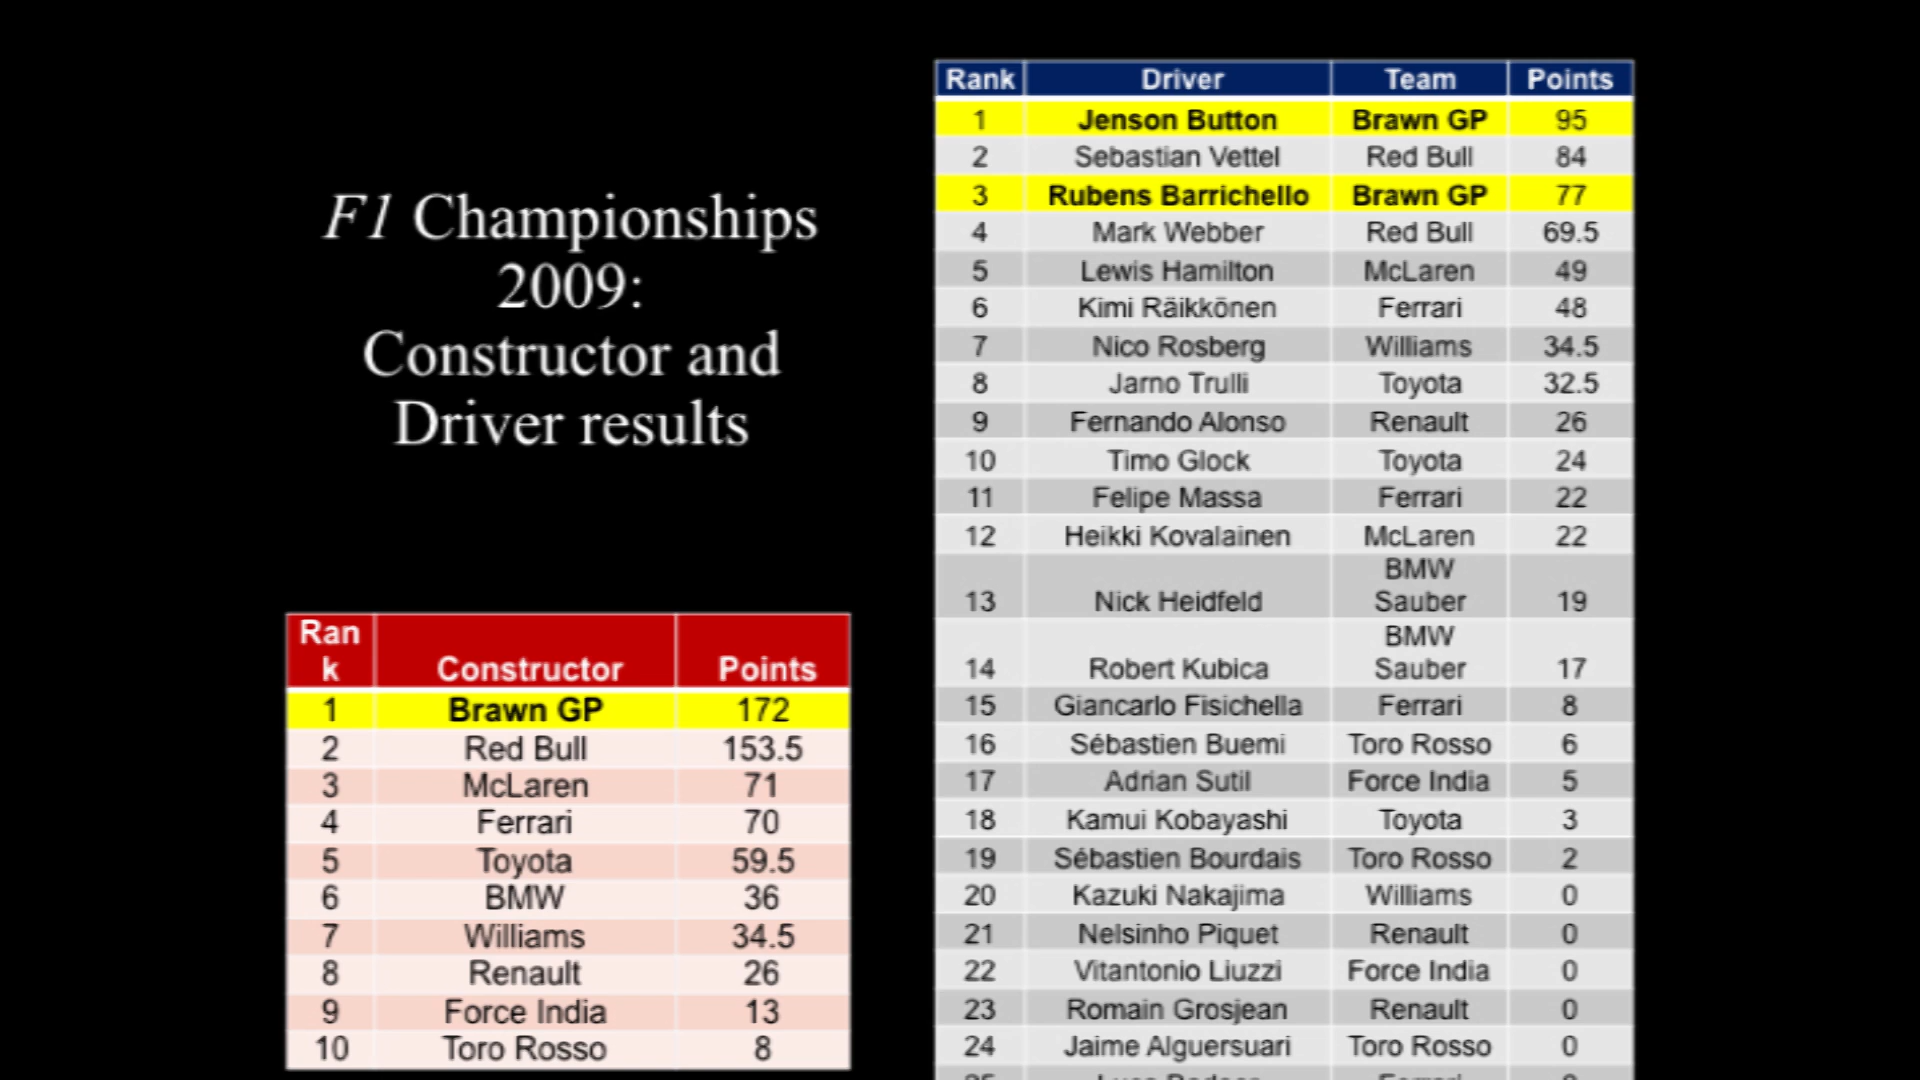 F1 Championships
2009:
Constructor and
Driver results
Ran
k Constructor Points
1 Brawn GP 172
2 Red Bull 153.5
3 McLaren 71
4 Ferrari 70
5 Toyota 59.5
6 BMW 36
7 Williams 34.5
8 Renault 26
9 Force India 13
10 Toro Rosso 8
Rank Driver Team Points
1 Jenson Button Brawn GP 95
2 Sebastian Vettel Red Bull 84
3 Rubens Barrichello Brawn GP 77
4 Mark Webber Red Bull 69.5
5 Lewis Hamilton McLaren 49
6 Kimi Räikkönen Ferrari 48
7 Nico Rosberg Williams 34.5
8 Jarno Trulli Toyota 32.5
9 Fernando Alonso Renault 26
10 Timo Glock Toyota 24
11 Felipe Massa Ferrari 22
12 Heikki Kovalainen McLaren 22
BMW
13 Nick Heidfeld Sauber 19
BMW
14 Robert Kubica Sauber 17
15 Giancarlo Fisichella Ferrari 8
16 Sébastien Buemi Toro Rosso 6
17 Adrian Sutil Force India 5
18 Kamui Kobayashi Toyota 3
19 Sébastien Bourdais Toro Rosso 2
20 Kazuki Nakajima Williams 0
21 Nelsinho Piquet Renault 0
22 Vitantonio Liuzzi Force India 0
23 Romain Grosjean Renault 0
24 Jaime Alguersuari Toro Rosso 0